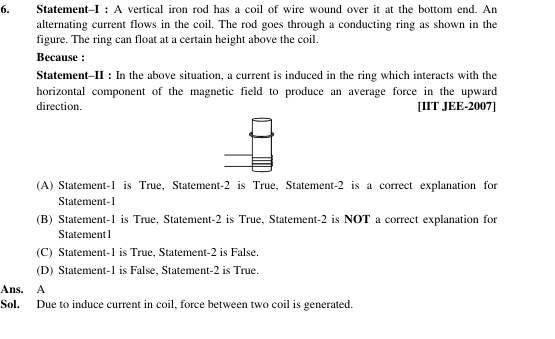 6. Statement–I : A vertical iron rod has a coil of wire wound over it at the bottom end. An
alternating current flows in the coil. The rod goes through a conducting ring as shown in the
figure. The ring can float at a certain height above the coil.
Because :
Statement–II : In the above situation, a current is induced in the ring which interacts with the
horizontal component of the magnetic field to produce an average force in the upward
direction. [IIT JEE-2007]
(A) Statement-1 is True, Statement-2 is True, Statement-2 is a correct explanation for
Statement-1
(B) Statement-1 is True, Statement-2 is True, Statement-2 is NOT a correct explanation for
Statement1
(C) Statement-1 is True, Statement-2 is False.
(D) Statement-1 is False, Statement-2 is True.
Ans. A
Sol. Due to induce current in coil, force between two coil is generated.